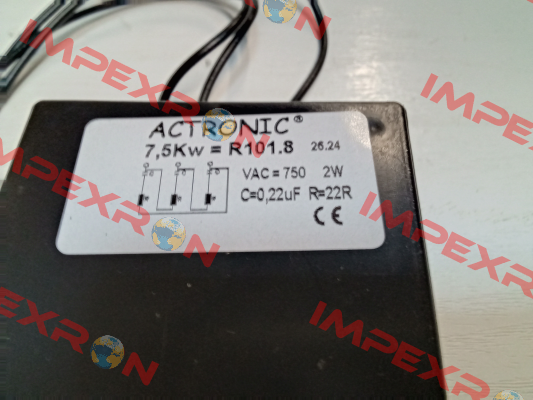 IMPEXRON
IMPEXRON
ACTRONIC®
7,5Kw = R101.8 26.24
VAC = 750 2W
C=0,22uF R=22R
CE
IMPEXRON
IMPEXRON
IMPEXRON